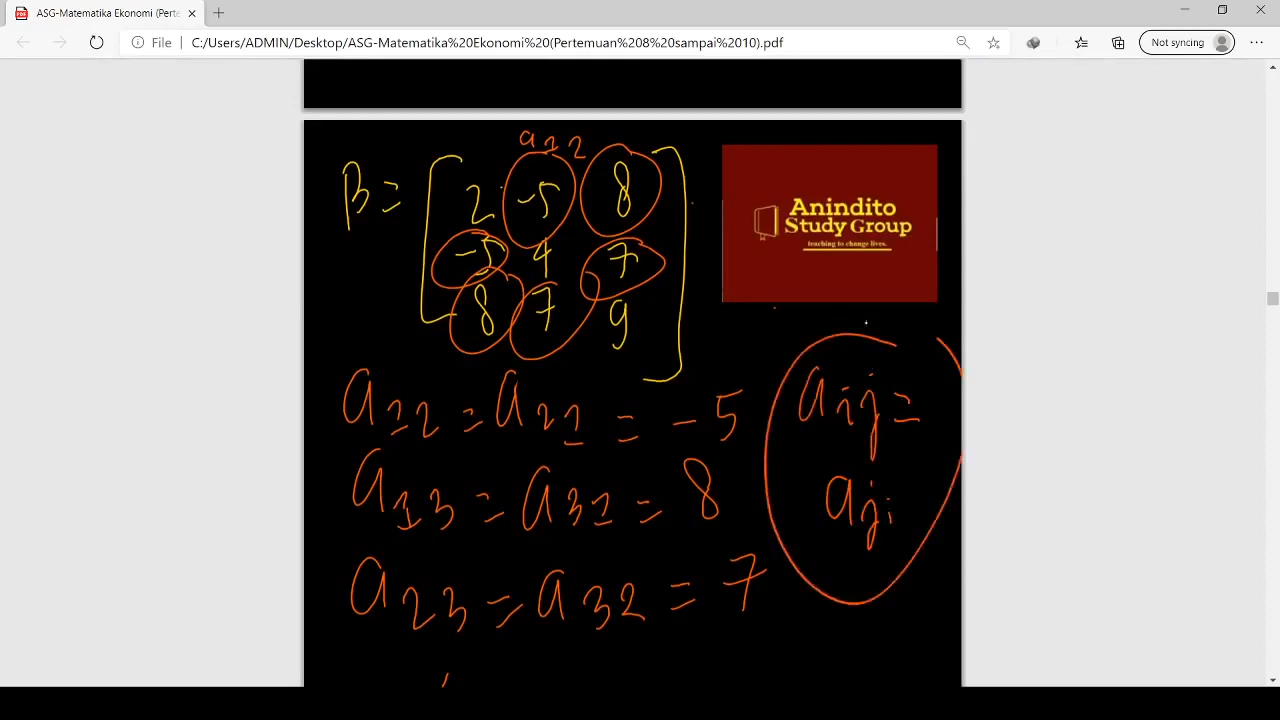 ASG-Matematika Ekonomi (Perte
File
C:/Users/ADMIN/Desktop/ASG-Matematika%20Ekonomi%20(Pertemuan%208%20sampai%2010).pdf
Not syncing
a12
B =
2 -5 8
-5 4 7
8 7 9
Anindito
Study Group
teaching to change lives.
a12 = a21 = -5
a13 = a31 = 8
a23 = a32 = 7
aij =
aji